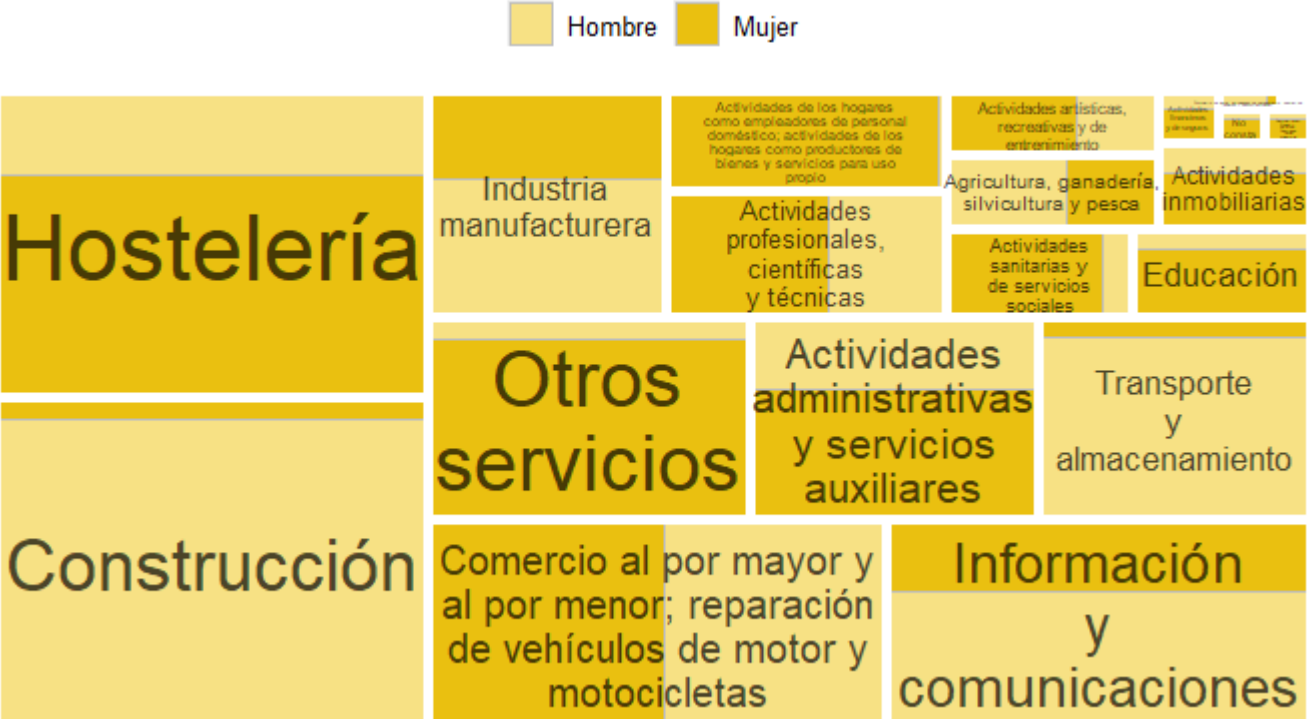 Hombre
Mujer
Hostelería
Construcción
Industria
manufacturera
Actividades de los hogares
como empleadores de personal
doméstico; actividades de los
hogares como productores de
bienes y servicios para uso
propio
Actividades
profesionales,
científicas
y técnicas
Actividades artísticas,
recreativas y de
entrenimiento
Agricultura, ganadería,
silvicultura y pesca
Actividades
sanitarias y
de servicios
sociales
No
consta
Actividades
inmobiliarias
Educación
Otros
servicios
Actividades
administrativas
y servicios
auxiliares
Transporte
y
almacenamiento
Comercio al por mayor y
al por menor; reparación
de vehículos de motor y
motocicletas
Información
y
comunicaciones